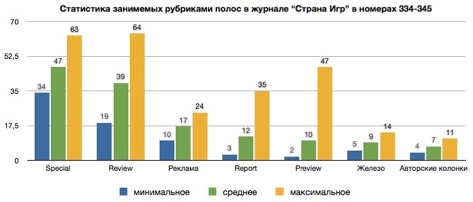 Статистика занимемых рубриками полос в журнале “Страна Игр” в номерах 334-345
70
52,5
35
17,5
0
34 47 63
19 39 64
10 17 24
3 12 35
2 10 47
5 9 14
4 7 11
Special Review Реклама Report Preview Железо Авторские колонки
минимальное среднее максимальное